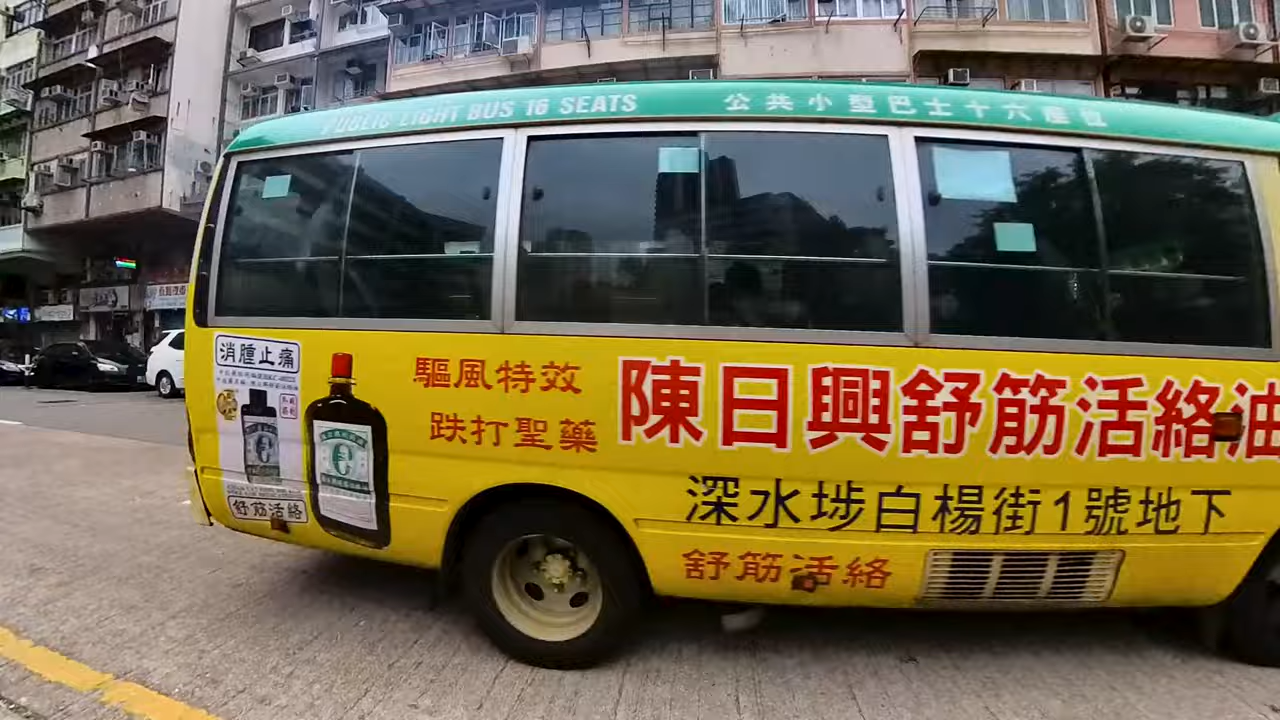 PUBLIC LIGHT BUS 16 SEATS
公共小型巴士十六座位
消腫止痛
舒筋活絡
驅風特效
跌打聖藥
陳日興舒筋活絡油
深水埗白楊街1號地下
舒筋活絡